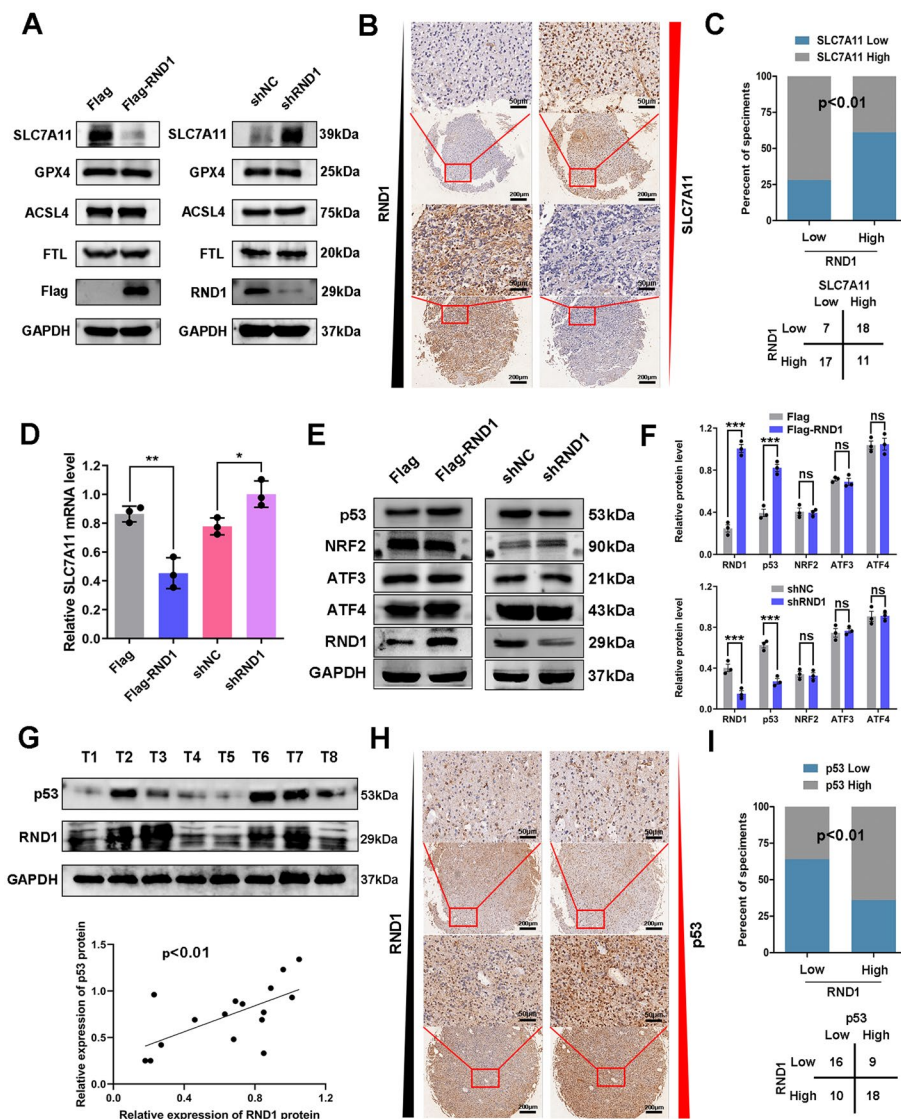 A
Flag
Flag-RND1
shNC
shRND1
SLC7A11
SLC7A11
39kDa
GPX4
GPX4
25kDa
ACSL4
ACSL4
75kDa
FTL
FTL
20kDa
Flag
RND1
29kDa
GAPDH
GAPDH
37kDa
B
RND1
SLC7A11
50μm
50μm
200μm
200μm
50μm
50μm
200μm
200μm
C
SLC7A11 Low
SLC7A11 High
Perecent of speciments
100
75
50
25
0
p<0.01
Low
High
RND1
SLC7A11
Low High
RND1
Low 7 18
High 17 11
D
Relative SLC7A11 mRNA level
1.2
1.0
0.8
0.6
0.4
0.2
0.0
**
*
Flag
Flag-RND1
shNC
shRND1
E
Flag
Flag-RND1
shNC
shRND1
p53
53kDa
NRF2
90kDa
ATF3
21kDa
ATF4
43kDa
RND1
29kDa
GAPDH
37kDa
F
Flag
Flag-RND1
Relative protein level
1.2
0.8
0.4
0.0
*** *** ns ns ns
RND1 p53 NRF2 ATF3 ATF4
shNC
shRND1
Relative protein level
1.2
0.8
0.4
0.0
*** *** ns ns ns
RND1 p53 NRF2 ATF3 ATF4
G
T1 T2 T3 T4 T5 T6 T7 T8
p53
53kDa
RND1
29kDa
GAPDH
37kDa
Relative expression of p53 protein
1.5
1.0
0.5
0.0
p<0.01
0.0 0.3 0.6 0.9 1.2
Relative expression of RND1 protein
H
RND1
p53
50μm
50μm
200μm
200μm
50μm
50μm
200μm
200μm
I
p53 Low
p53 High
Perecent of speciments
100
75
50
25
0
p<0.01
Low
High
RND1
p53
Low High
RND1
Low 16 9
High 10 18